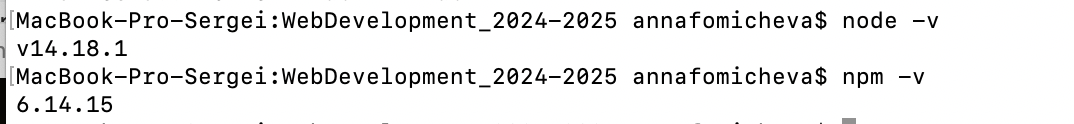 [MacBook-Pro-Sergei:WebDevelopment_2024-2025 annafomicheva$ node -v
v14.18.1
[MacBook-Pro-Sergei:WebDevelopment_2024-2025 annafomicheva$ npm -v
6.14.15